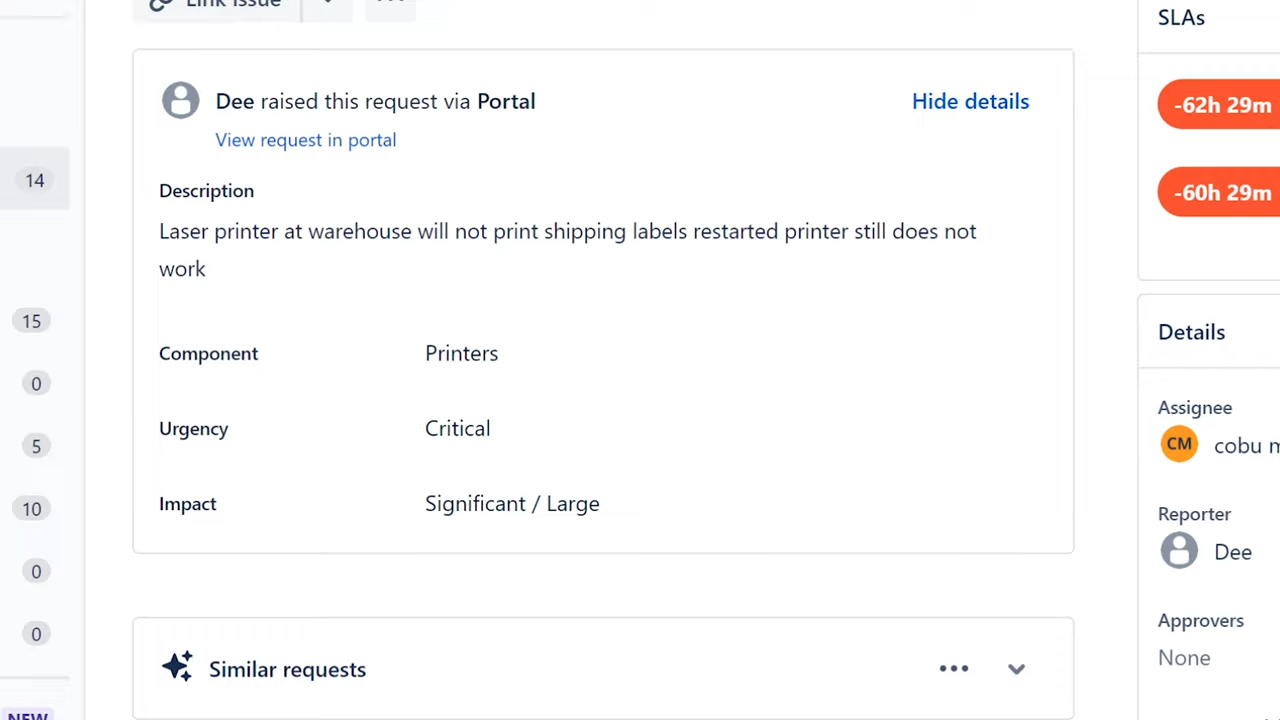 Link issue
SLAs
Dee raised this request via Portal
Hide details
-62h 29m
View request in portal
14
Description
-60h 29m
Laser printer at warehouse will not print shipping labels restarted printer still does not
work
15
Details
Component Printers
0
Assignee
Urgency Critical
5
CM cobu m
Impact Significant / Large
10
Reporter
Dee
0
Approvers
0
None
Similar requests
NEW